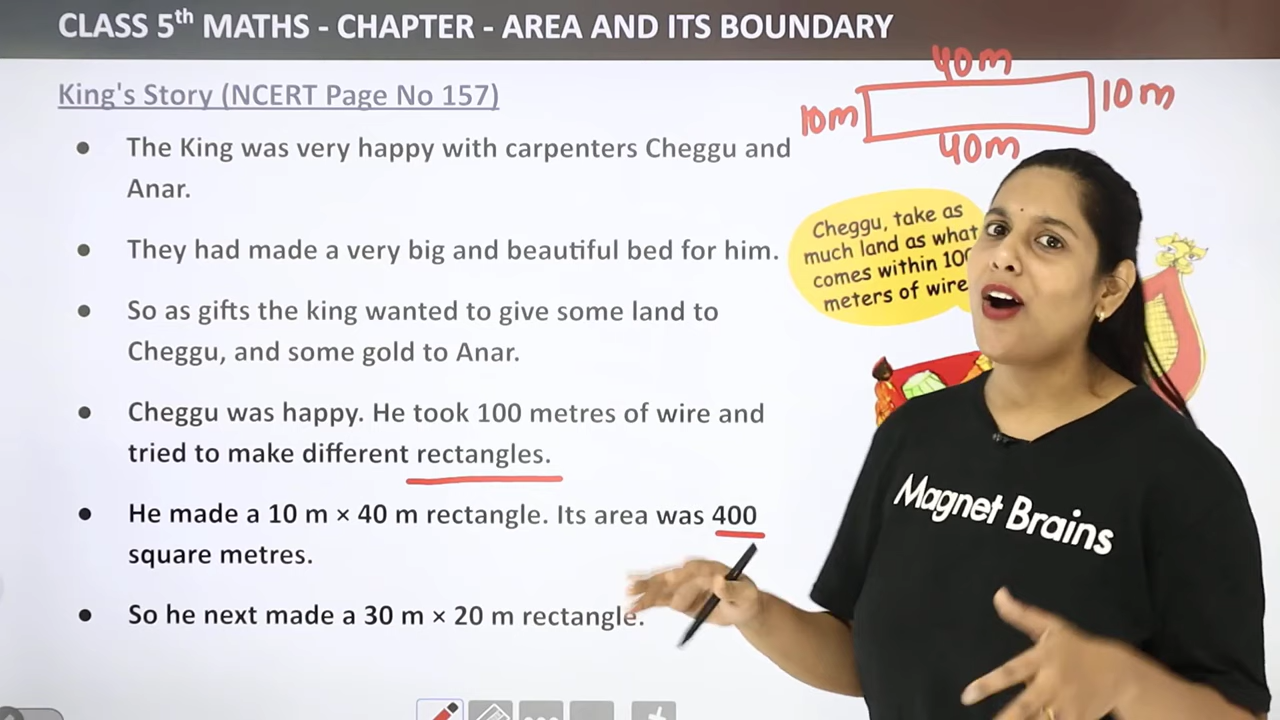 CLASS 5th MATHS - CHAPTER - AREA AND ITS BOUNDARY
King's Story (NCERT Page No 157)
40m
10m
10m
40m
The King was very happy with carpenters Cheggu and
Anar.
They had made a very big and beautiful bed for him.
So as gifts the king wanted to give some land to
Cheggu, and some gold to Anar.
Cheggu was happy. He took 100 metres of wire and
tried to make different rectangles.
He made a 10 m × 40 m rectangle. Its area was 400
square metres.
So he next made a 30 m × 20 m rectangle.
Cheggu, take as
much land as what
comes within 100
meters of wire
Magnet Brains